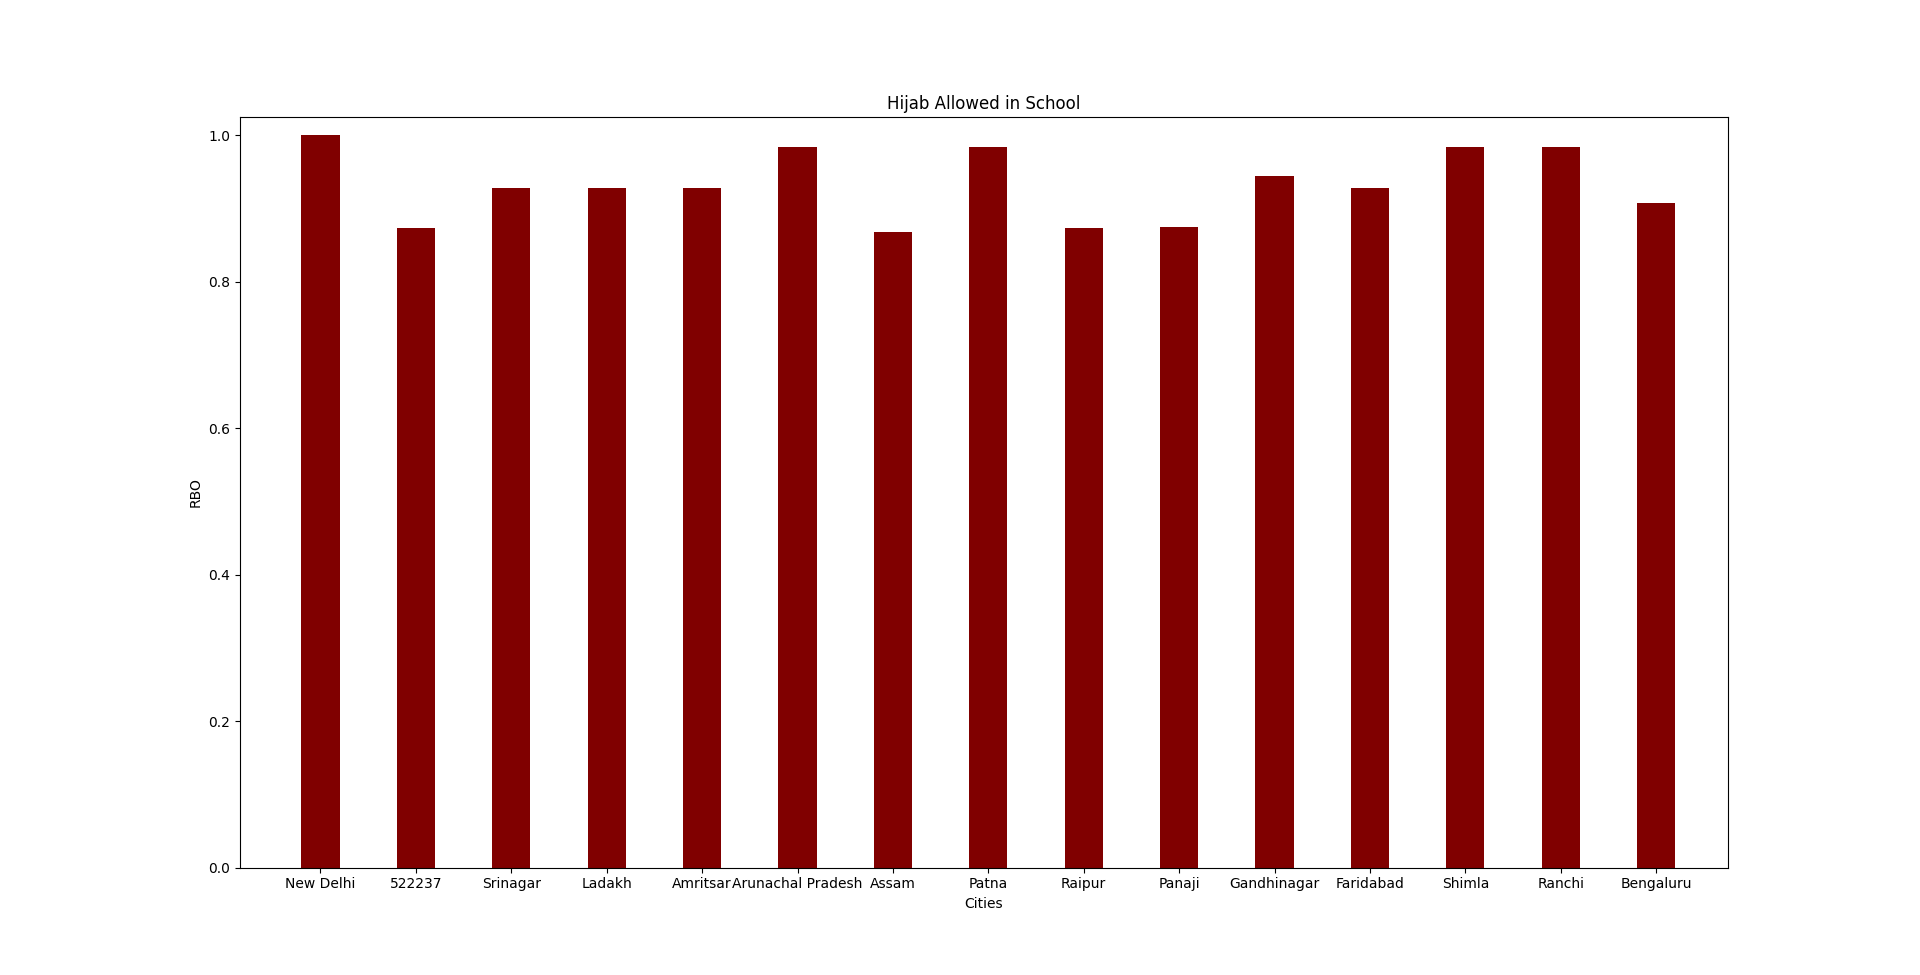 Hijab Allowed in School
1.0
0.8
0.6
0.4
0.2
0.0
RBO
New Delhi 522237 Srinagar Ladakh Amritsar Arunachal Pradesh Assam Patna Raipur Panaji Gandhinagar Faridabad Shimla Ranchi Bengaluru
Cities